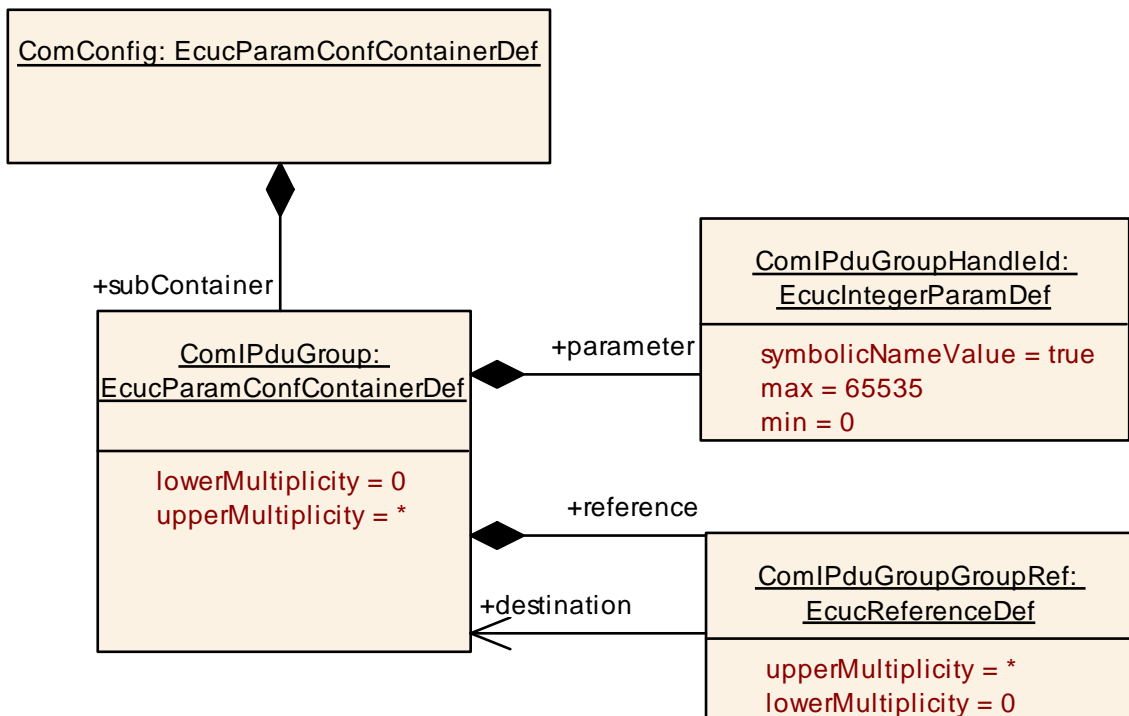 ComConfig: EcucParamConfContainerDef
+subContainer
ComIPduGroup:
EcucParamConfContainerDef
lowerMultiplicity = 0
upperMultiplicity = *
+parameter
ComIPduGroupHandleId:
EcucIntegerParamDef
symbolicNameValue = true
max = 65535
min = 0
+reference
+destination
ComIPduGroupGroupRef:
EcucReferenceDef
upperMultiplicity = *
lowerMultiplicity = 0